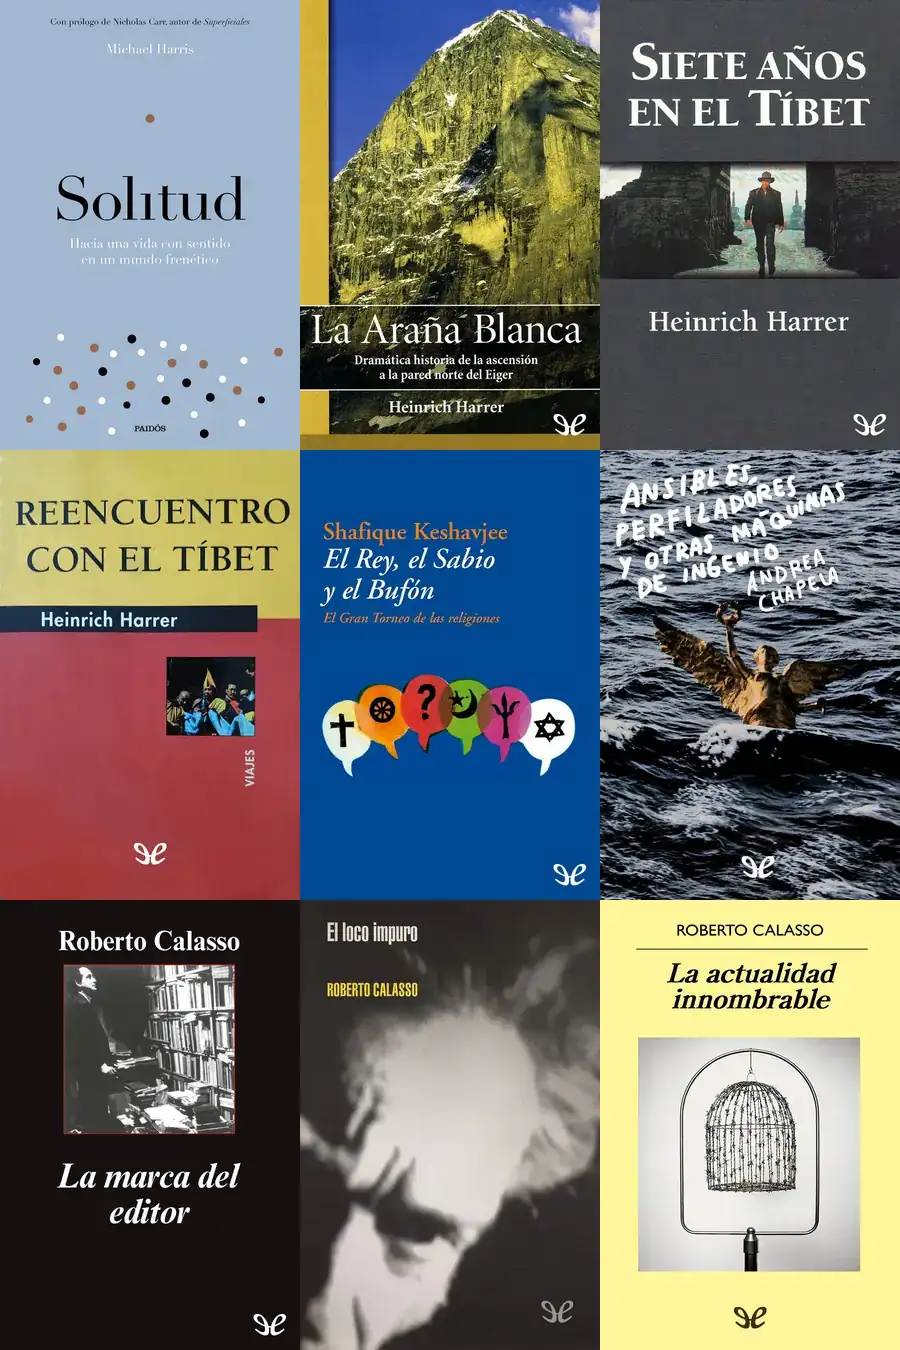 Con prólogo de Nicholas Carr, autor de Superficiales
Michael Harris
Solitud
Hacia una vida con sentido
en un mundo frenético
PAIDÓS
La Araña Blanca
Dramática historia de la ascensión
a la pared norte del Eiger
Heinrich Harrer
SIETE AÑOS
EN EL TÍBET
Heinrich Harrer
REENCUENTRO
CON EL TÍBET
Heinrich Harrer
VIAJES
Shafique Keshavjee
El Rey, el Sabio
y el Bufón
El Gran Torneo de las religiones
?
ANSIBLES,
PERFILADORES
Y OTRAS MÁQUINAS
DE INGENIO
ANDREA
CHAPELA
Roberto Calasso
La marca del
editor
El loco impuro
ROBERTO CALASSO
ROBERTO CALASSO
La actualidad
innombrable